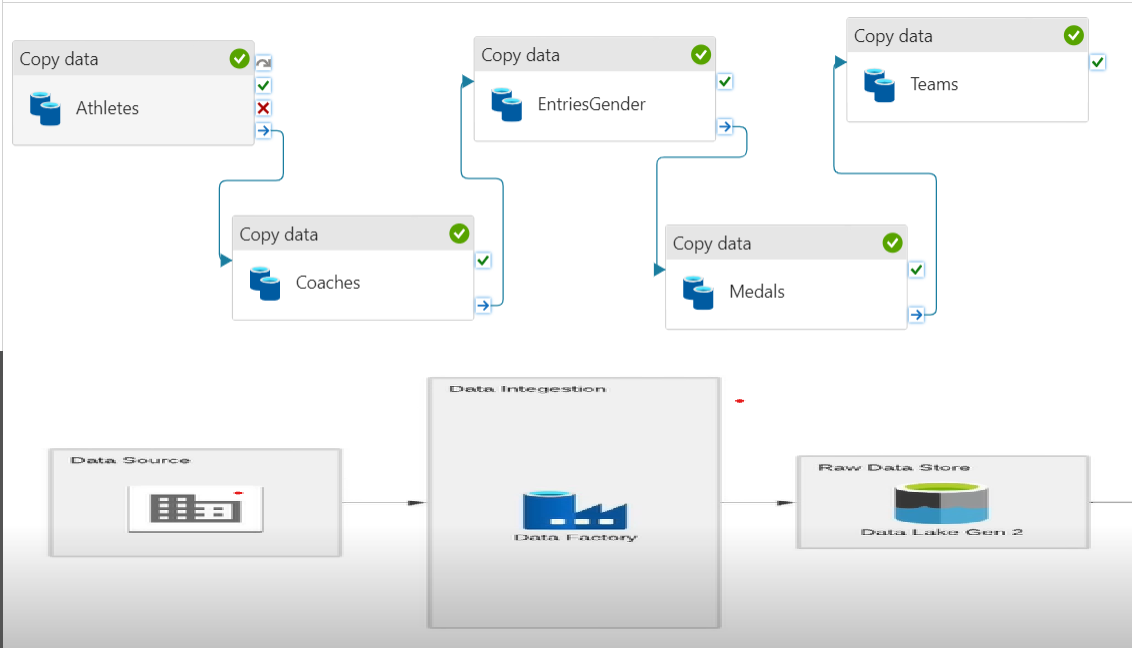 Copy data
Athletes
Copy data
EntriesGender
Copy data
Teams
Copy data
Coaches
Copy data
Medals
Data Integestion
Data Source
Raw Data Store
Data Factory
Data Lake Gen 2